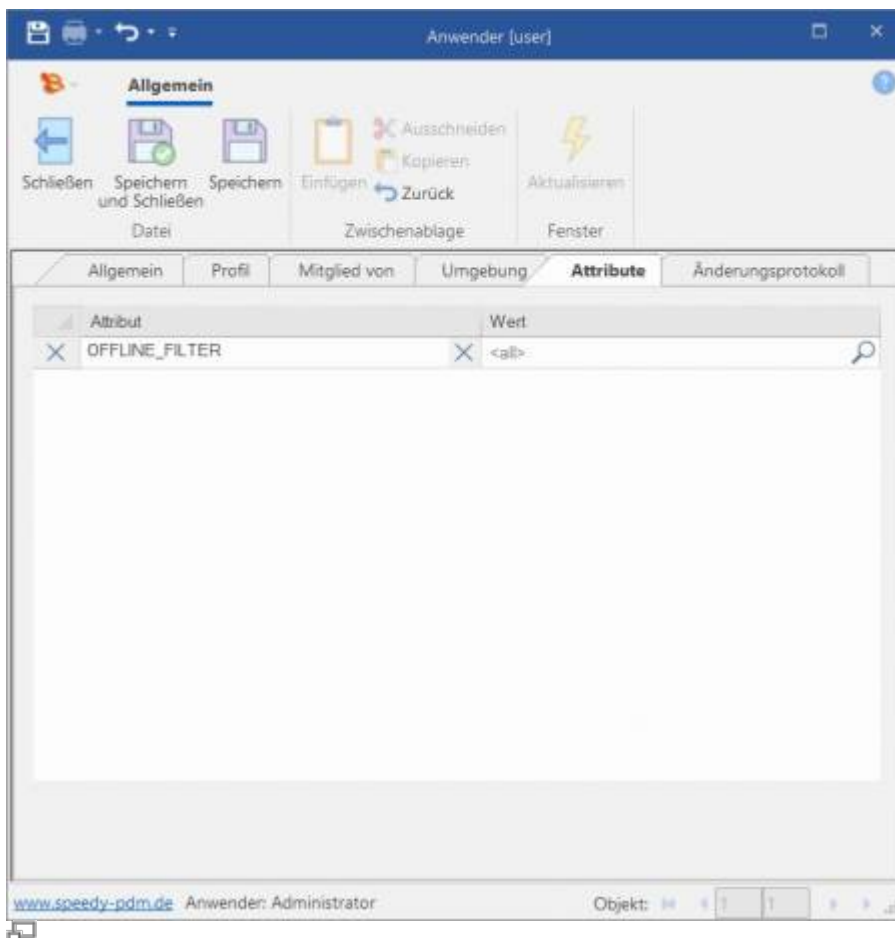 Anwender [user]
Allgemein
Schließen
Speichern und Schließen
Speichern
Einfügen
Ausschneiden
Kopieren
Zurück
Aktualisieren
Datei
Zwischenablage
Fenster
Allgemein Profil Mitglied von Umgebung Attribute Änderungsprotokoll
Attribut Wert
OFFLINE_FILTER <all>
www.speedy-pdm.de Anwender: Administrator Objekt: 1 1